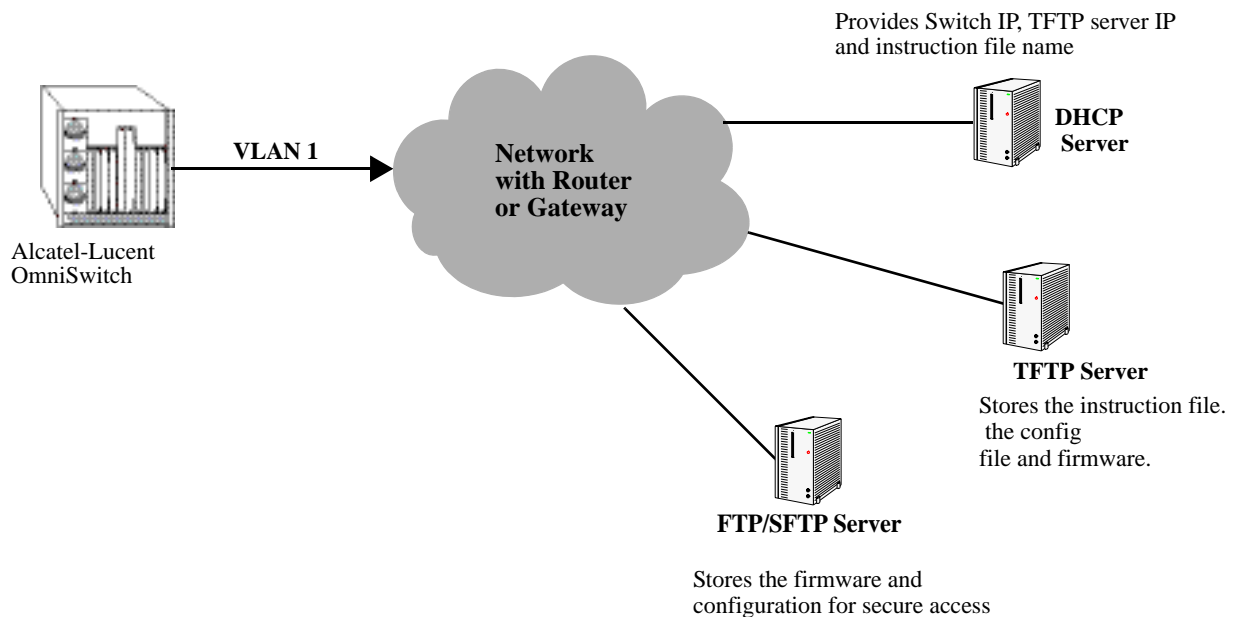 Provides Switch IP, TFTP server IP
and instruction file name
DHCP
Server
VLAN 1
Network
with Router
or Gateway
Alcatel-Lucent
OmniSwitch
TFTP Server
Stores the instruction file.
the config
file and firmware.
FTP/SFTP Server
Stores the firmware and
configuration for secure access